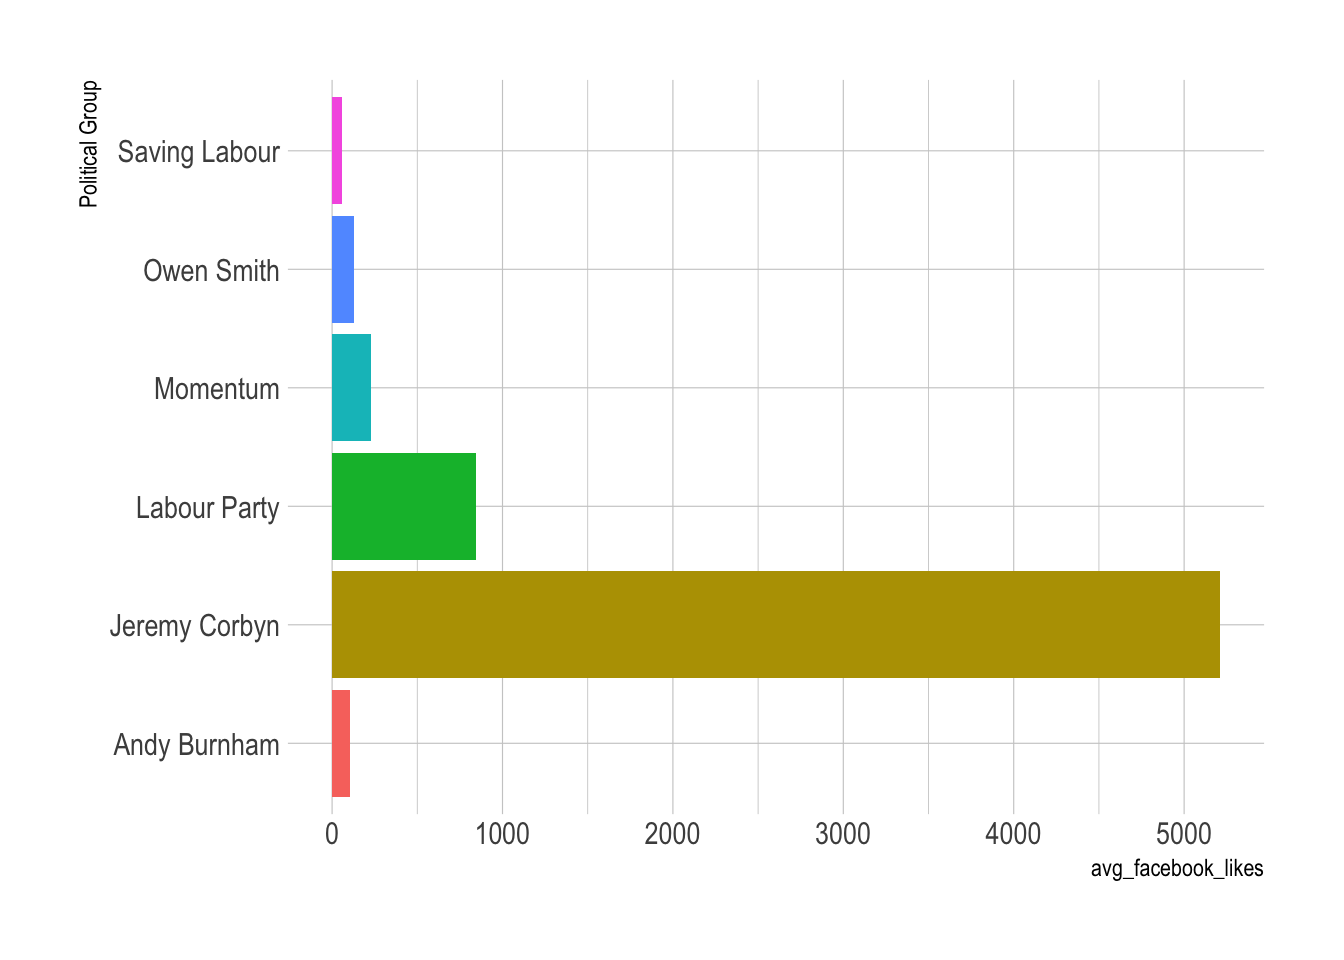 Political Group
Saving Labour
Owen Smith
Momentum
Labour Party
Jeremy Corbyn
Andy Burnham
0 1000 2000 3000 4000 5000
avg_facebook_likes